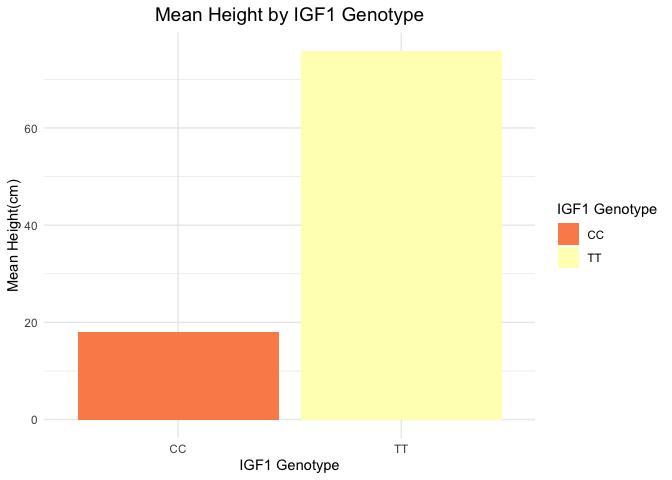 Mean Height by IGF1 Genotype
Mean Height(cm)
60
40
20
0
CC
TT
IGF1 Genotype
IGF1 Genotype
CC
TT